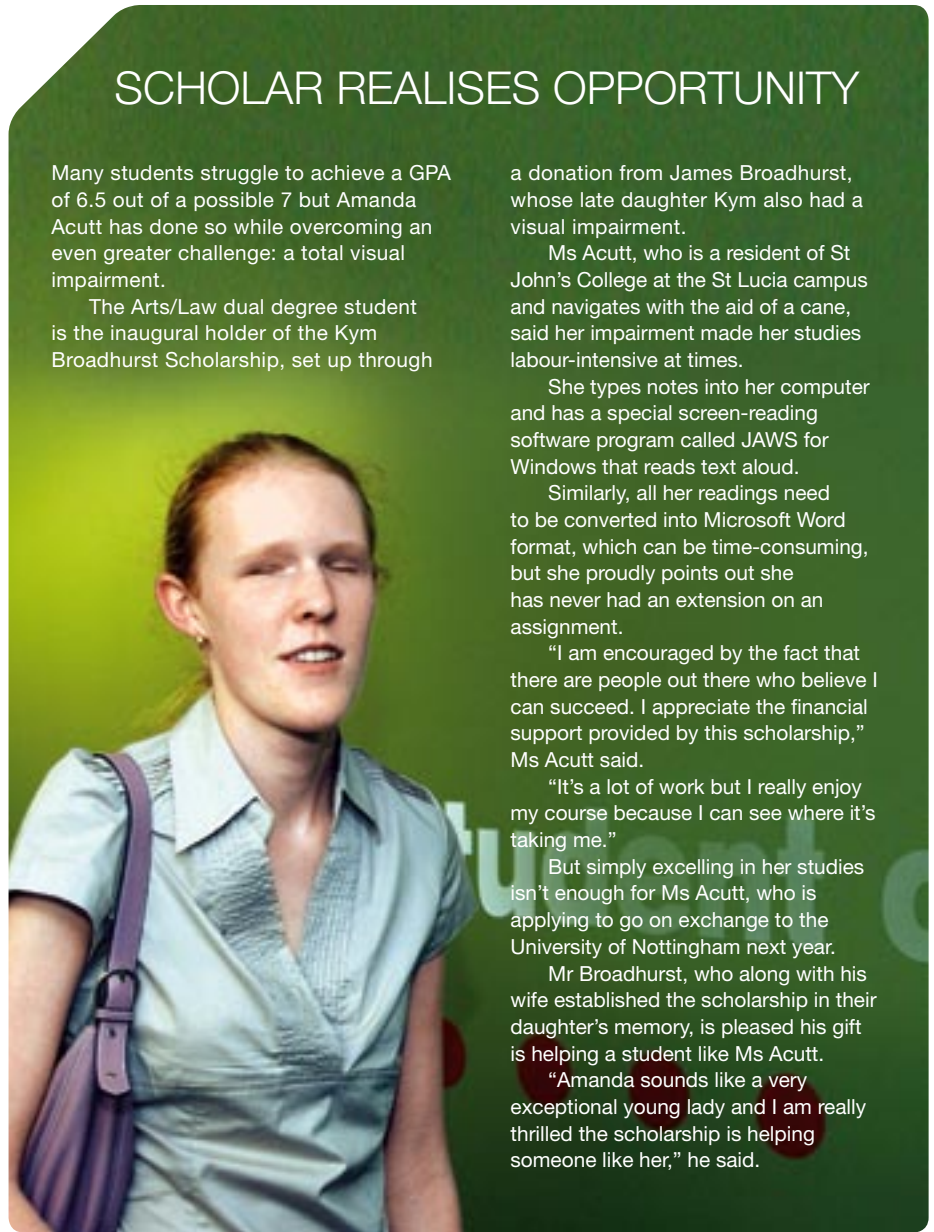 SCHOLAR REALISES OPPORTUNITY
Many students struggle to achieve a GPA
of 6.5 out of a possible 7 but Amanda
Acutt has done so while overcoming an
even greater challenge: a total visual
impairment.
The Arts/Law dual degree student
is the inaugural holder of the Kym
Broadhurst Scholarship, set up through
a donation from James Broadhurst,
whose late daughter Kym also had a
visual impairment.
Ms Acutt, who is a resident of St
John’s College at the St Lucia campus
and navigates with the aid of a cane,
said her impairment made her studies
labour-intensive at times.
She types notes into her computer
and has a special screen-reading
software program called JAWS for
Windows that reads text aloud.
Similarly, all her readings need
to be converted into Microsoft Word
format, which can be time-consuming,
but she proudly points out she
has never had an extension on an
assignment.
“I am encouraged by the fact that
there are people out there who believe I
can succeed. I appreciate the financial
support provided by this scholarship,”
Ms Acutt said.
“It’s a lot of work but I really enjoy
my course because I can see where it’s
taking me.”
But simply excelling in her studies
isn’t enough for Ms Acutt, who is
applying to go on exchange to the
University of Nottingham next year.
Mr Broadhurst, who along with his
wife established the scholarship in their
daughter’s memory, is pleased his gift
is helping a student like Ms Acutt.
“Amanda sounds like a very
exceptional young lady and I am really
thrilled the scholarship is helping
someone like her,” he said.
tudent c